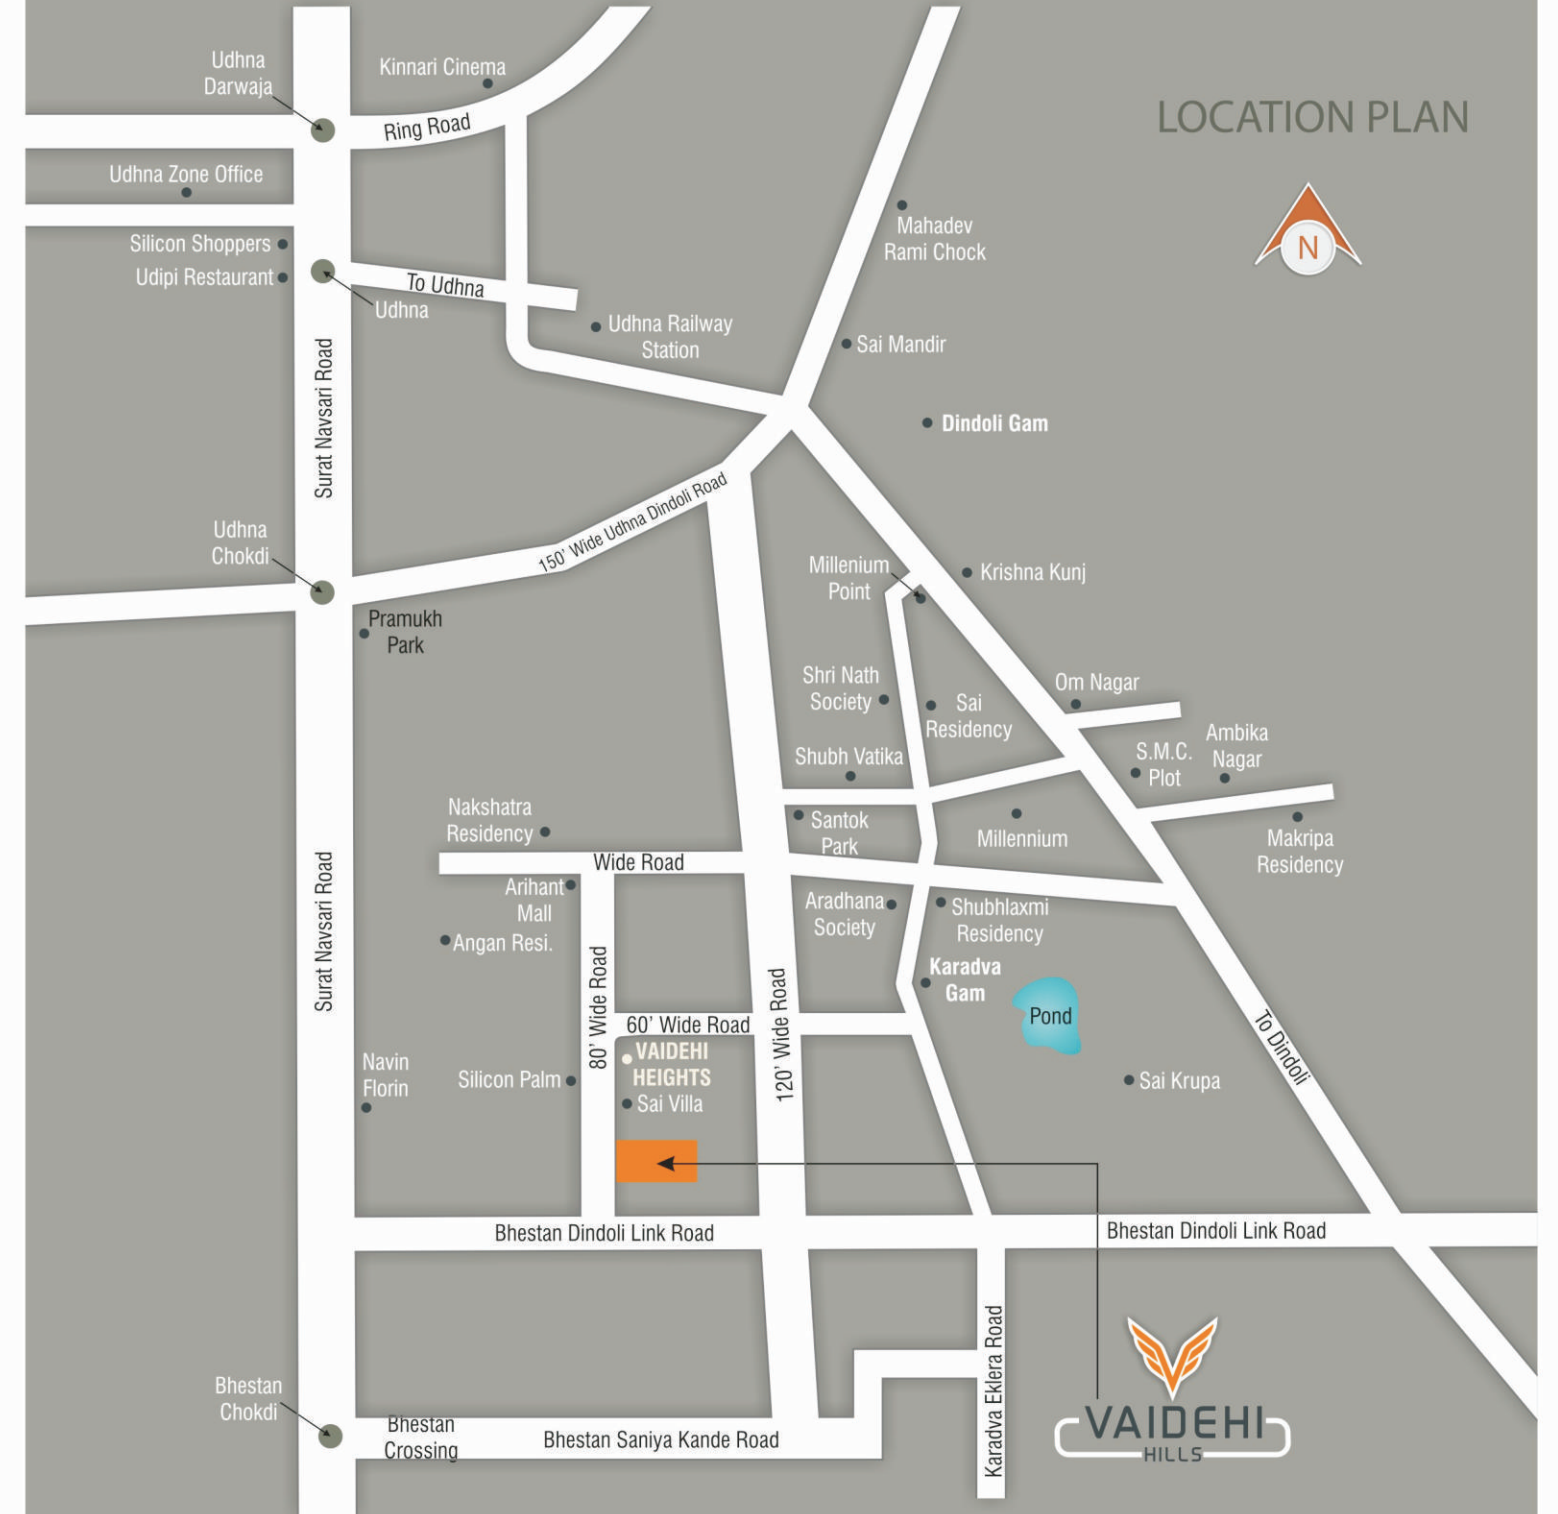 LOCATION PLAN
N
Udhna
Darwaja
Kinnari Cinema
Ring Road
Udhna Zone Office
Silicon Shoppers
Udipi Restaurant
To Udhna
Udhna
Udhna Railway
Station
Mahadev
Rami Chock
Sai Mandir
Dindoli Gam
Surat Navsari Road
150' Wide Udhna Dindoli Road
Udhna
Chokdi
Pramukh
Park
Millenium
Point
Krishna Kunj
Shri Nath
Society
Sai
Residency
Om Nagar
Shubh Vatika
S.M.C.
Plot
Ambika
Nagar
Nakshatra
Residency
Santok
Park
Millennium
Makripa
Residency
Wide Road
Arihant
Mall
Angan Resi.
Aradhana
Society
Shubhlaxmi
Residency
Surat Navsari Road
80' Wide Road
Karadva
Gam
Pond
60' Wide Road
120' Wide Road
To Dindoli
VAIDEHI
HEIGHTS
Navin
Florin
Silicon Palm
Sai Villa
Sai Krupa
Bhestan Dindoli Link Road
Bhestan Dindoli Link Road
Karadva Eklera Road
Bhestan
Chokdi
Bhestan
Crossing
Bhestan Saniya Kande Road
VAIDEHI
HILLS